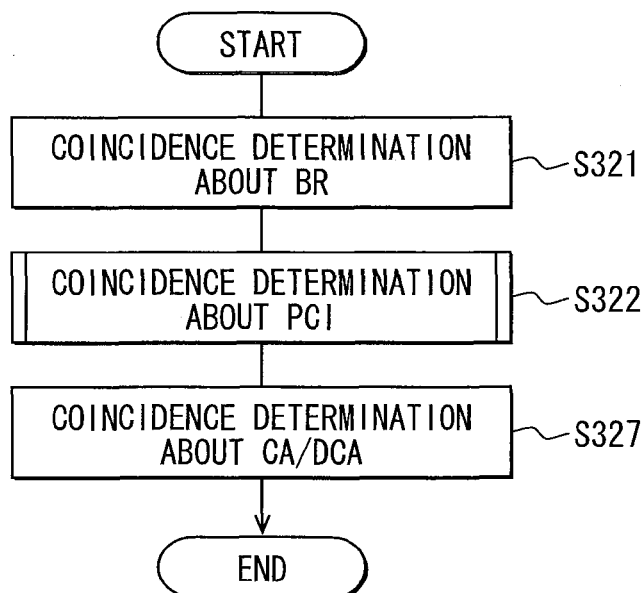 START
COINCIDENCE DETERMINATION
ABOUT BR
S321
COINCIDENCE DETERMINATION
ABOUT PCI
S322
COINCIDENCE DETERMINATION
ABOUT CA/DCA
S327
END